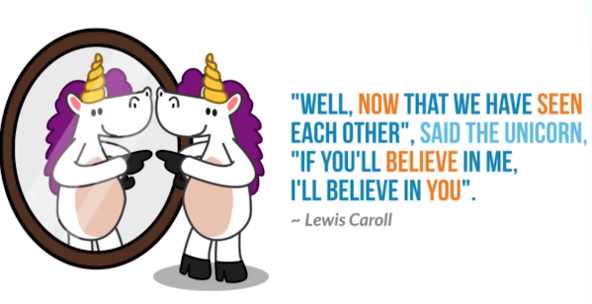 "WELL, NOW THAT WE HAVE SEEN
EACH OTHER", SAID THE UNICORN,
"IF YOU'LL BELIEVE IN ME,
I'LL BELIEVE IN YOU".
~ Lewis Caroll